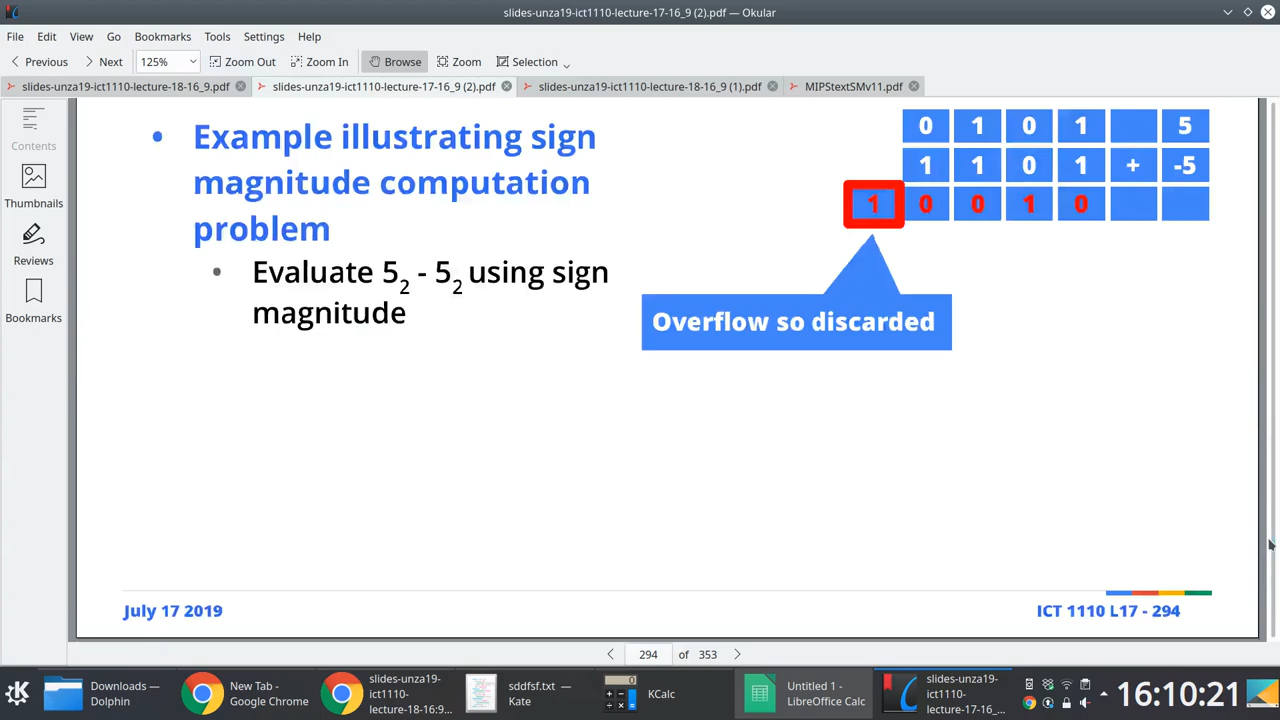 slides-unza19-ict1110-lecture-17-16_9 (2).pdf — Okular
File Edit View Go Bookmarks Tools Settings Help
Previous Next 125% Zoom Out Zoom In Browse Zoom Selection
slides-unza19-ict1110-lecture-18-16_9.pdf slides-unza19-ict1110-lecture-17-16_9 (2).pdf slides-unza19-ict1110-lecture-18-16_9 (1).pdf MIPStextSMv11.pdf
Contents
Thumbnails
Reviews
Bookmarks
• Example illustrating sign
magnitude computation
problem
• Evaluate 5₂ - 5₂ using sign
magnitude
0 1 0 1 5
1 1 0 1 + -5
1 0 0 1 0
Overflow so discarded
July 17 2019
ICT 1110 L17 - 294
294 of 353
Downloads —
Dolphin
New Tab -
Google Chrome
slides-unza19-
ict1110-
lecture-18-16:9...
sddfsf.txt —
Kate
0
KCalc
Untitled 1 -
LibreOffice Calc
slides-unza19-
ict1110-
lecture-17-16_...
16:10:21